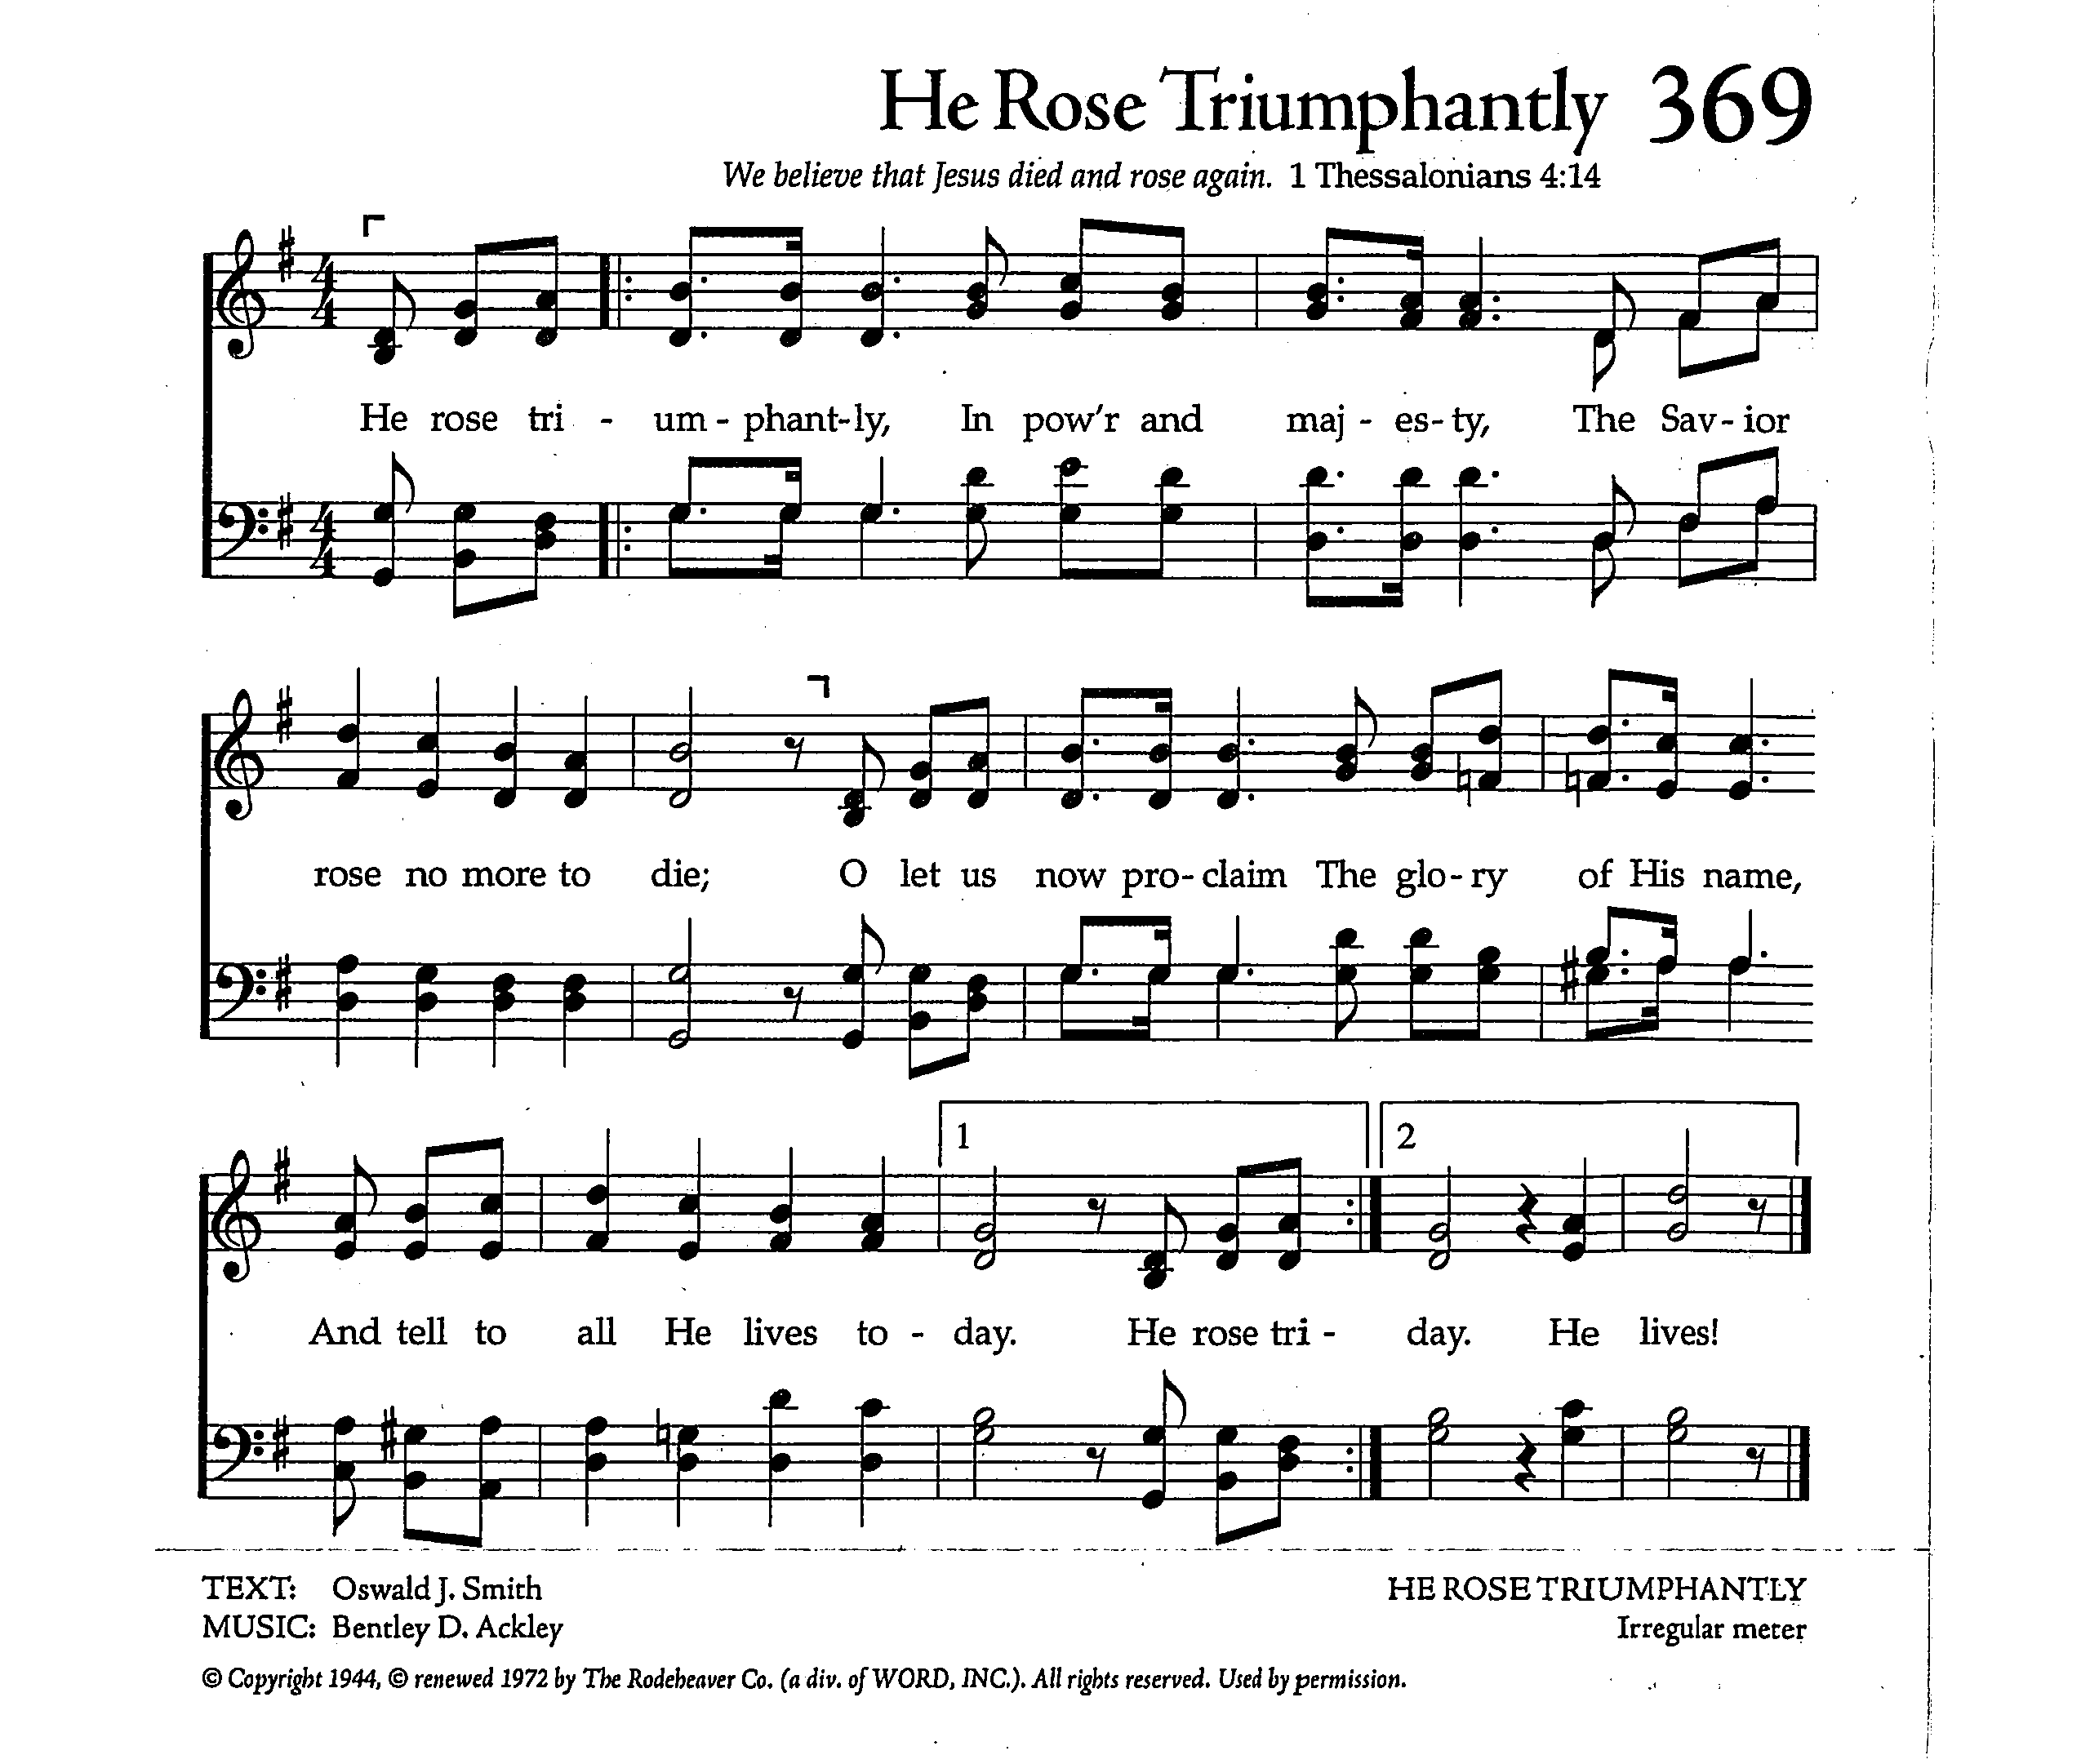 He Rose Triumphantly 369
We believe that Jesus died and rose again. 1 Thessalonians 4:14
4 4
He rose tri - um - phant-ly, In pow'r and maj - es- ty, The Sav- ior
4 4
rose no more to die; O let us now pro- claim The glo- ry of His name,
1 2
And tell to all He lives to - day. He rose tri - day. He lives!
TEXT: Oswald J. Smith HE ROSE TRIUMPHANTLY
MUSIC: Bentley D. Ackley Irregular meter
© Copyright 1944, © renewed 1972 by The Rodeheaver Co. (a div. of WORD, INC.). All rights reserved. Used by permission.